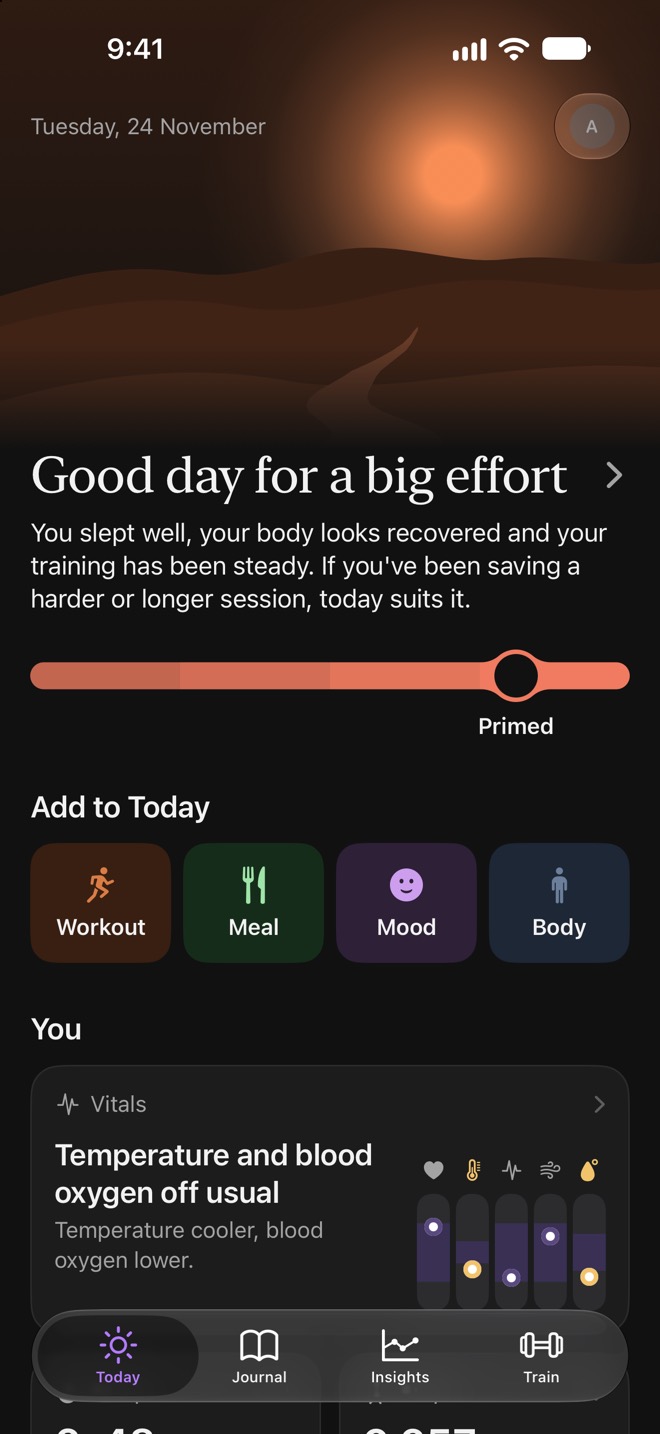 9:41
Tuesday, 24 November
A
Good day for a big effort
You slept well, your body looks recovered and your
training has been steady. If you've been saving a
harder or longer session, today suits it.
Primed
Add to Today
Workout
Meal
Mood
Body
You
Vitals
Temperature and blood
oxygen off usual
Temperature cooler, blood
oxygen lower.
Today
Journal
Insights
Train